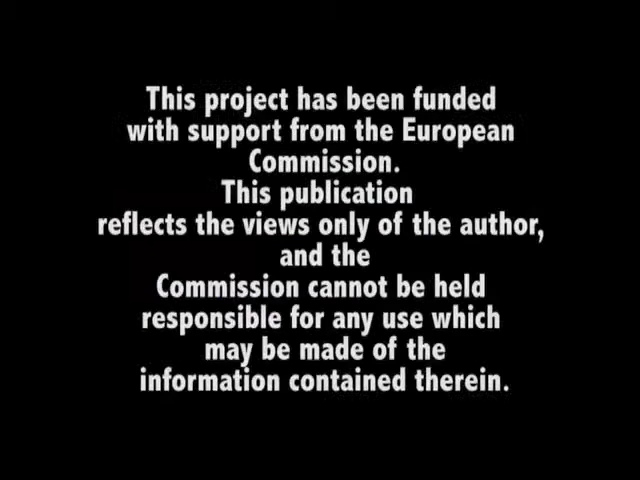 This project has been funded
with support from the European
Commission.
This publication
reflects the views only of the author,
and the
Commission cannot be held
responsible for any use which
may be made of the
information contained therein.